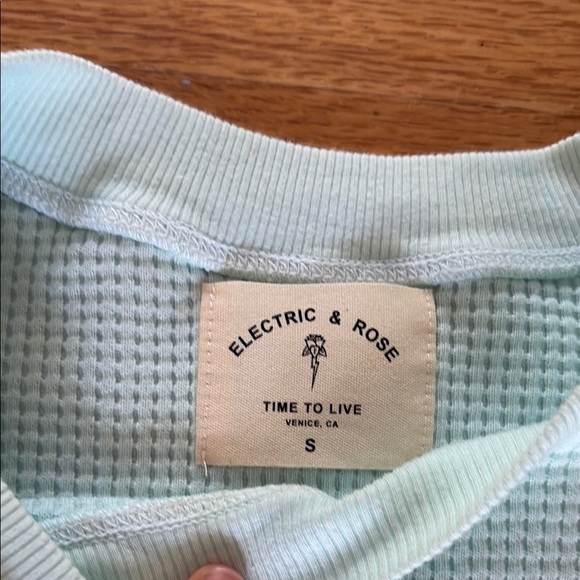 ELECTRIC & ROSE
TIME TO LIVE
VENICE, CA
S